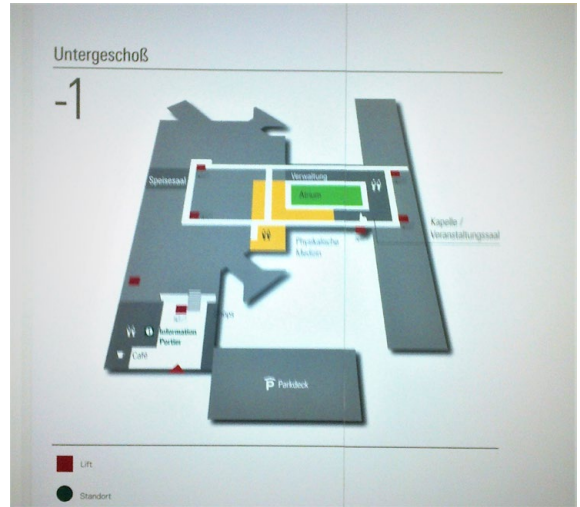 Untergeschoß
-1
Speisesaal
Verwaltung
Atrium
Kapelle /
Veranstaltungssaal
Physikalische
Medizin
Information
Portier
Café
P Parkdeck
Lift
Standort